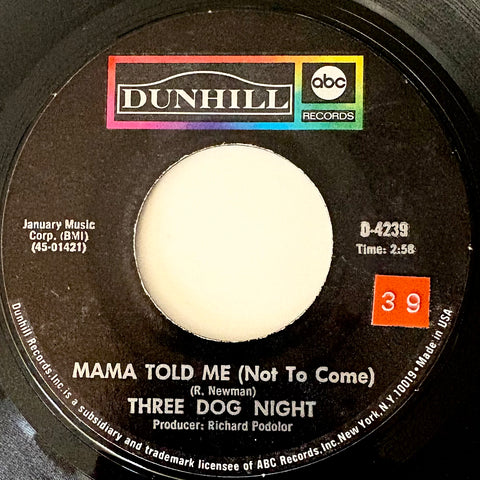 DUNHILL
abc
RECORDS
January Music
Corp. (BMI)
(45-01421)
D-4239
Time: 2:58
39
MAMA TOLD ME (Not To Come)
(R. Newman)
THREE DOG NIGHT
Producer: Richard Podolor
Dunhill Records, Inc. is a subsidiary and trademark licensee of ABC Records, Inc. New York, N.Y. 10019 • Made in USA